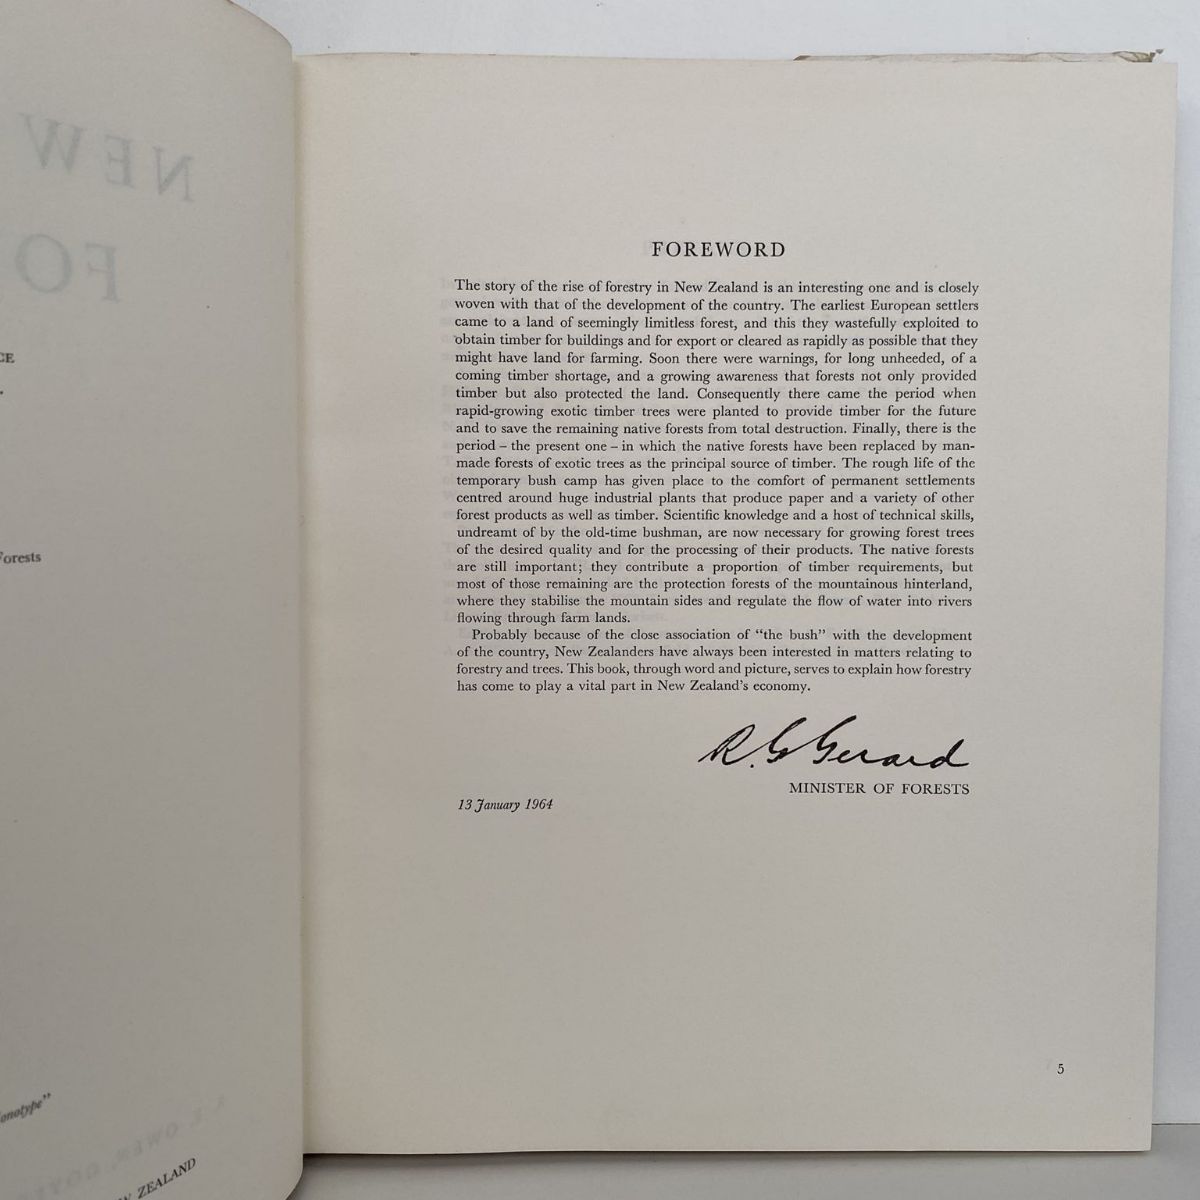 NEW
FO
CE
Forests
"
NEW ZEALAND
FOREWORD
The story of the rise of forestry in New Zealand is an interesting one and is closely
woven with that of the development of the country. The earliest European settlers
came to a land of seemingly limitless forest, and this they wastefully exploited to
obtain timber for buildings and for export or cleared as rapidly as possible that they
might have land for farming. Soon there were warnings, for long unheeded, of a
coming timber shortage, and a growing awareness that forests not only provided
timber but also protected the land. Consequently there came the period when
rapid-growing exotic timber trees were planted to provide timber for the future
and to save the remaining native forests from total destruction. Finally, there is the
period – the present one – in which the native forests have been replaced by man-
made forests of exotic trees as the principal source of timber. The rough life of the
temporary bush camp has given place to the comfort of permanent settlements
centred around huge industrial plants that produce paper and a variety of other
forest products as well as timber. Scientific knowledge and a host of technical skills,
undreamt of by the old-time bushman, are now necessary for growing forest trees
of the desired quality and for the processing of their products. The native forests
are still important; they contribute a proportion of timber requirements, but
most of those remaining are the protection forests of the mountainous hinterland,
where they stabilise the mountain sides and regulate the flow of water into rivers
flowing through farm lands.
Probably because of the close association of "the bush" with the development
of the country, New Zealanders have always been interested in matters relating to
forestry and trees. This book, through word and picture, serves to explain how forestry
has come to play a vital part in New Zealand's economy.
R. G Gerard
MINISTER OF FORESTS
13 January 1964
5